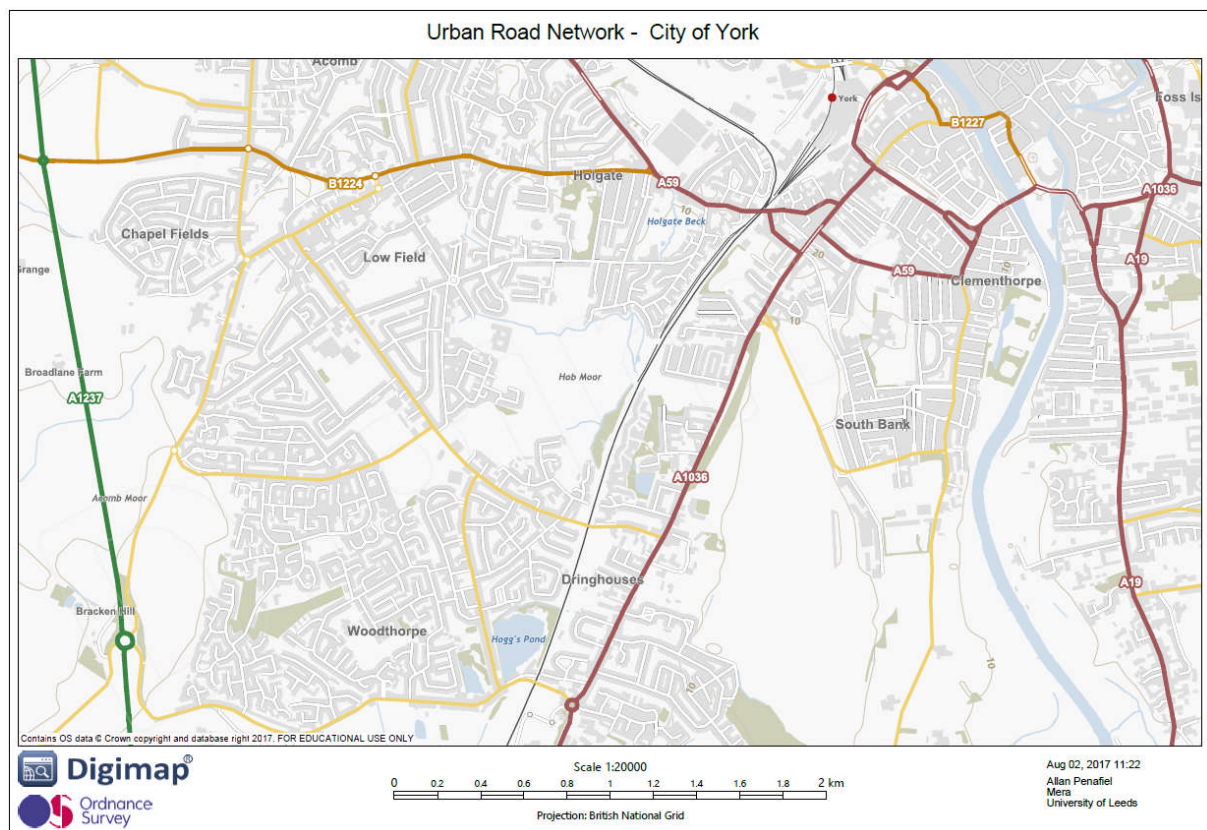 Urban Road Network - City of York
Acomb
York
Foss Is
B1227
B1224
Holgate
A59
A1036
Holgate Beck
10
Chapel Fields
Low Field
20
A59
A19
Grange
10
Clementhorpe
10
Broadlane Farm
Hob Moor
A1237
South Bank
A1036
Acomb Moor
Dringhouses
A19
Bracken Hill
Woodthorpe
Hogg's Pond
10
10
Contains OS data © Crown copyright and database right 2017. FOR EDUCATIONAL USE ONLY
Digimap®
Ordnance
Survey
Scale 1:20000
0 0.2 0.4 0.6 0.8 1 1.2 1.4 1.6 1.8 2 km
Projection: British National Grid
Aug 02, 2017 11:22
Allan Penafiel
Mera
University of Leeds